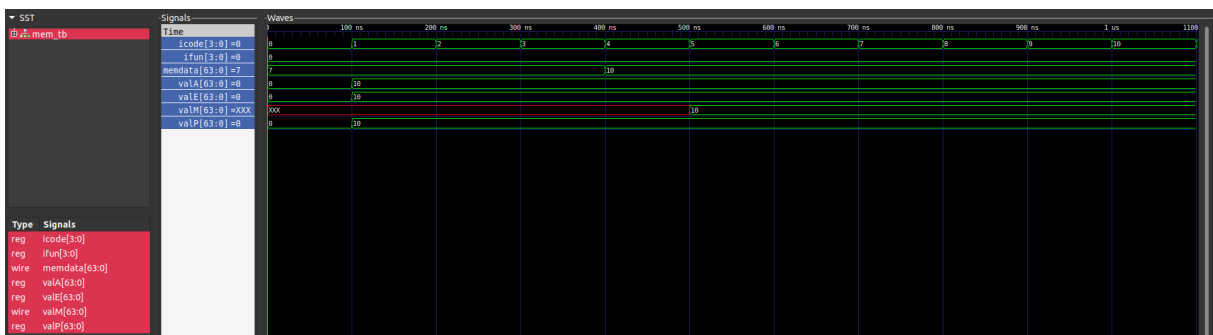 SST
mem_tb
Type Signals
reg icode[3:0]
reg ifun[3:0]
wire memdata[63:0]
reg valA[63:0]
reg valE[63:0]
wire valM[63:0]
reg valP[63:0]
Signals
Time
icode[3:0]=0
ifun[3:0]=0
memdata[63:0]=7
valA[63:0]=0
valE[63:0]=0
valM[63:0]=XXX
valP[63:0]=0
Waves
100 ns 200 ns 300 ns 400 ns 500 ns 600 ns 700 ns 800 ns 900 ns 1 us 1100
0 1 2 3 4 5 6 7 8 9 10
0
7 10
0 10
0 10
XXX 10
0 10